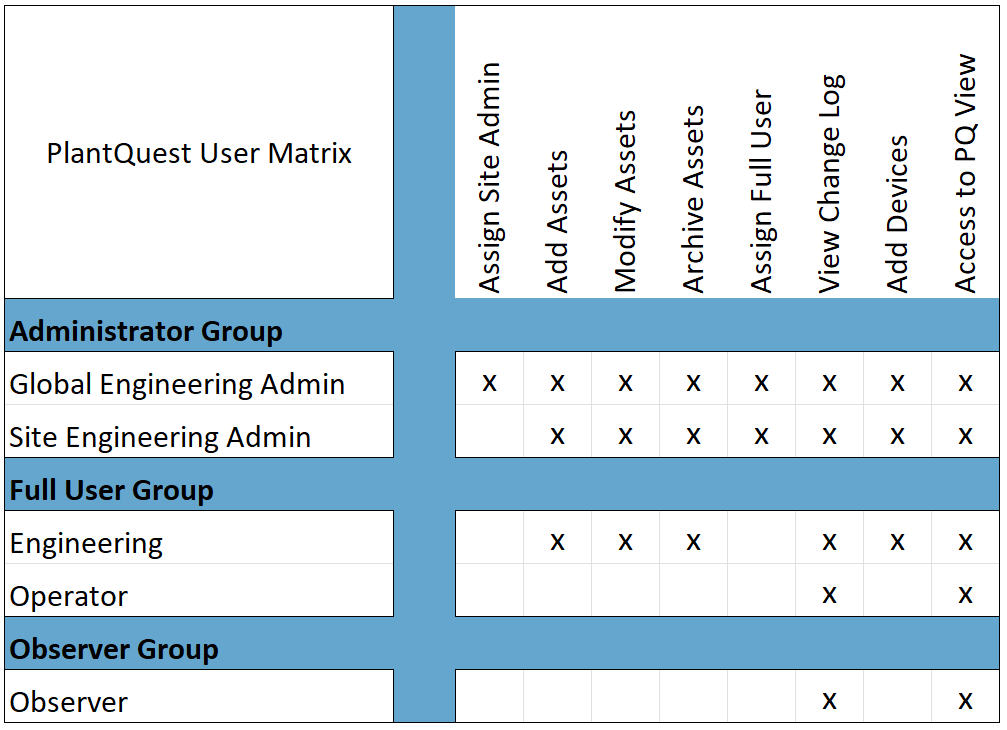 PlantQuest User Matrix
Assign Site Admin
Add Assets
Modify Assets
Archive Assets
Assign Full User
View Change Log
Add Devices
Access to PQ View
Administrator Group
Global Engineering Admin x x x x x x x x
Site Engineering Admin x x x x x x x
Full User Group
Engineering x x x x x x
Operator x x
Observer Group
Observer x x